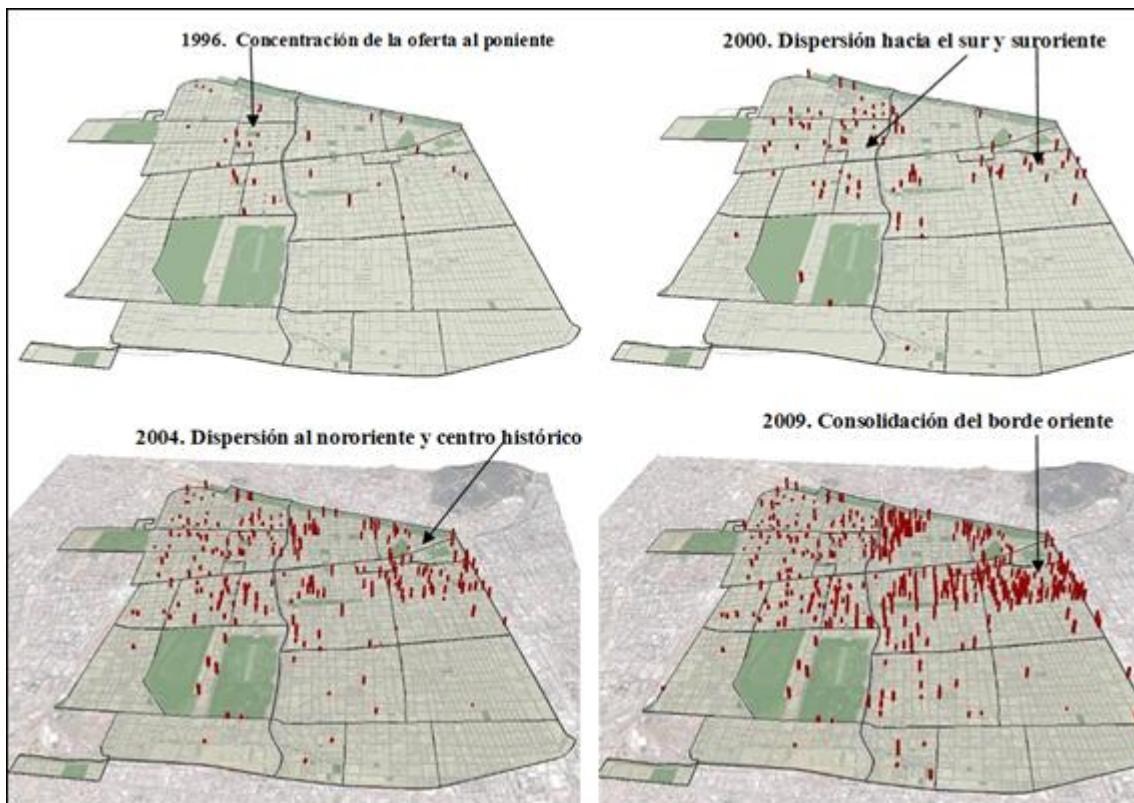 1996. Concentración de la oferta al poniente
2000. Dispersión hacia el sur y suroriente
2004. Dispersión al nororiente y centro histórico
2009. Consolidación del borde oriente